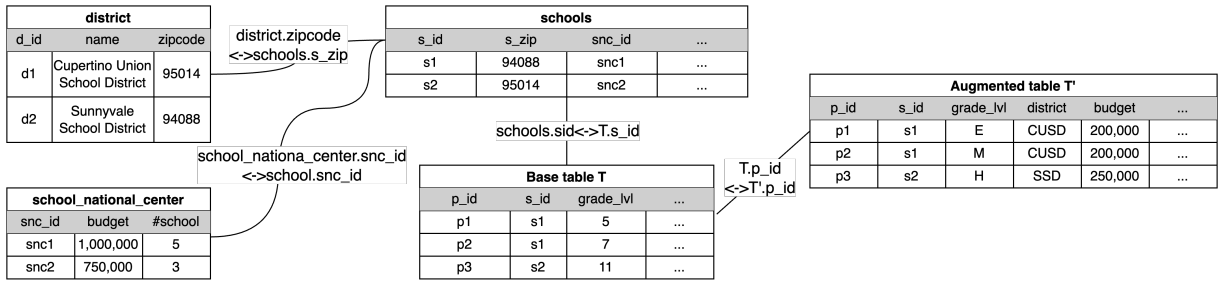 district
d_id name zipcode
d1 Cupertino Union School District 95014
d2 Sunnyvale School District 94088
district.zipcode
<->schools.s_zip
schools
s_id s_zip snc_id ...
s1 94088 snc1 ...
s2 95014 snc2 ...
schools.sid<->T.s_id
school_nationa_center.snc_id
<->school.snc_id
school_national_center
snc_id budget #school
snc1 1,000,000 5
snc2 750,000 3
Base table T
p_id s_id grade_lvl ...
p1 s1 5 ...
p2 s1 7 ...
p3 s2 11 ...
T.p_id
<->T'.p_id
Augmented table T'
p_id s_id grade_lvl district budget ...
p1 s1 E CUSD 200,000 ...
p2 s1 M CUSD 200,000 ...
p3 s2 H SSD 250,000 ...